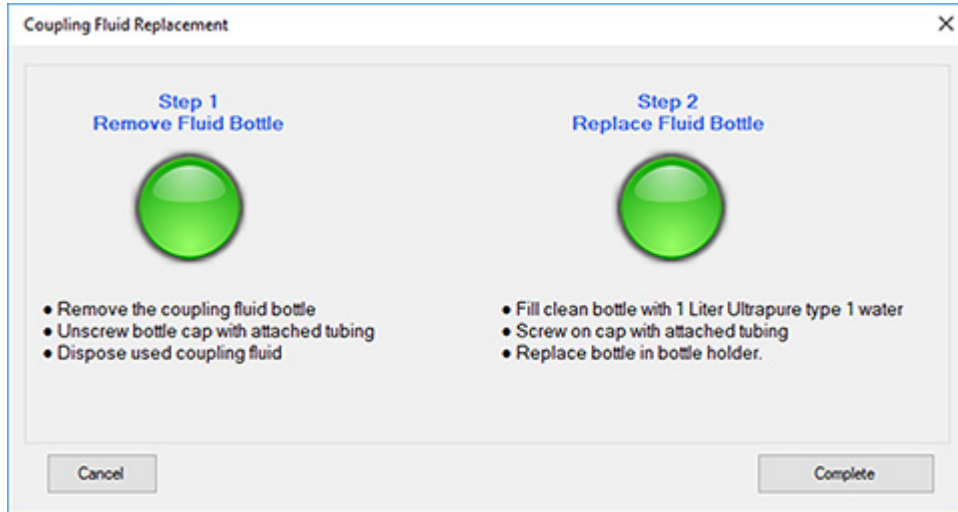 Coupling Fluid Replacement
Step 1
Remove Fluid Bottle
● Remove the coupling fluid bottle
● Unscrew bottle cap with attached tubing
● Dispose used coupling fluid
Step 2
Replace Fluid Bottle
● Fill clean bottle with 1 Liter Ultrapure type 1 water
● Screw on cap with attached tubing
● Replace bottle in bottle holder.
Cancel
Complete